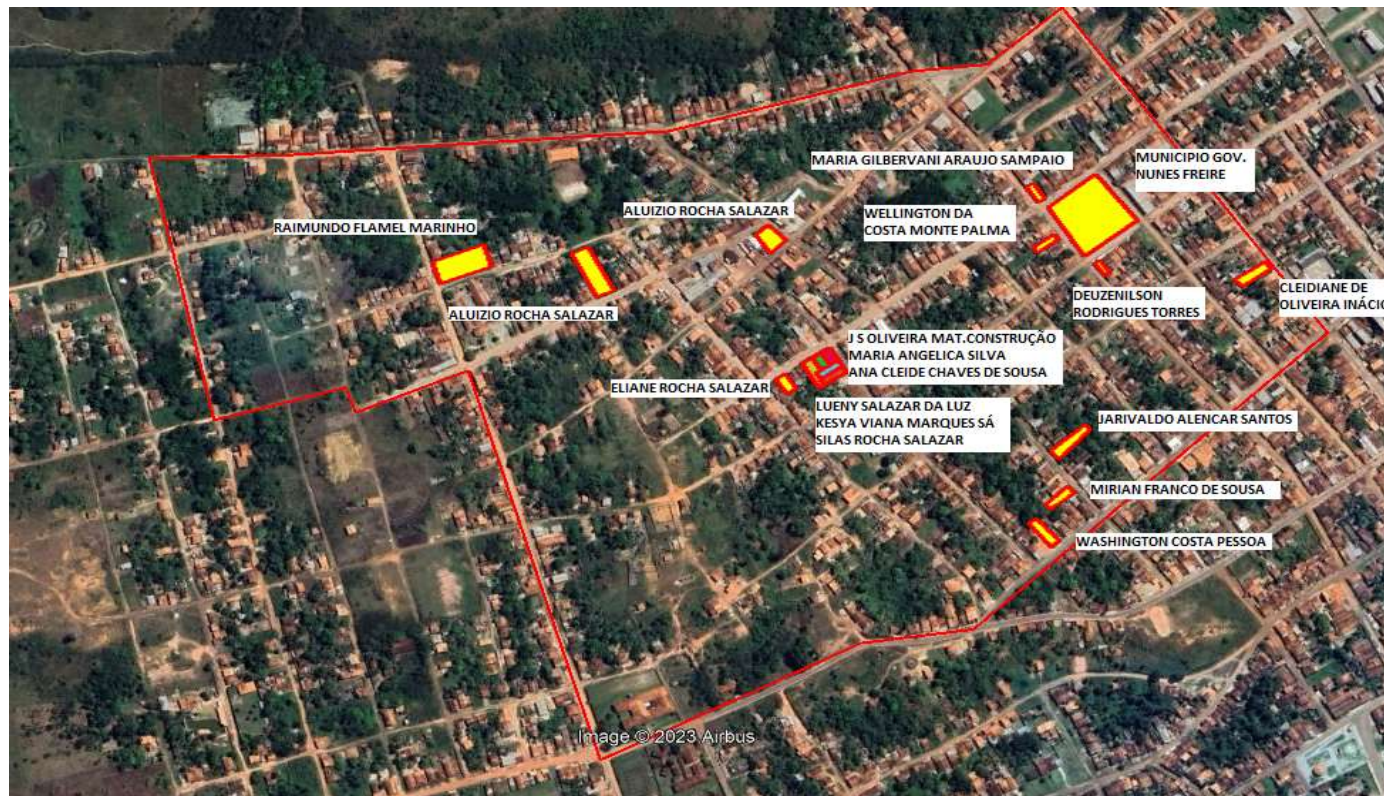 MARIA GILBERVANI ARAUJO SAMPAIO
MUNICIPIO GOV.
NUNES FREIRE
ALUIZIO ROCHA SALAZAR
WELLINGTON DA
COSTA MONTE PALMA
RAIMUNDO FLAMEL MARINHO
CLEIDIANE DE
OLIVEIRA INÁCIO
DEUZENILSON
RODRIGUES TORRES
ALUIZIO ROCHA SALAZAR
J S OLIVEIRA MAT.CONSTRUÇÃO
MARIA ANGELICA SILVA
ANA CLEIDE CHAVES DE SOUSA
ELIANE ROCHA SALAZAR
LUENY SALAZAR DA LUZ
KESYA VIANA MARQUES SÁ
SILAS ROCHA SALAZAR
JARIVALDO ALENCAR SANTOS
MIRIAN FRANCO DE SOUSA
WASHINGTON COSTA PESSOA
Image © 2023 Airbus